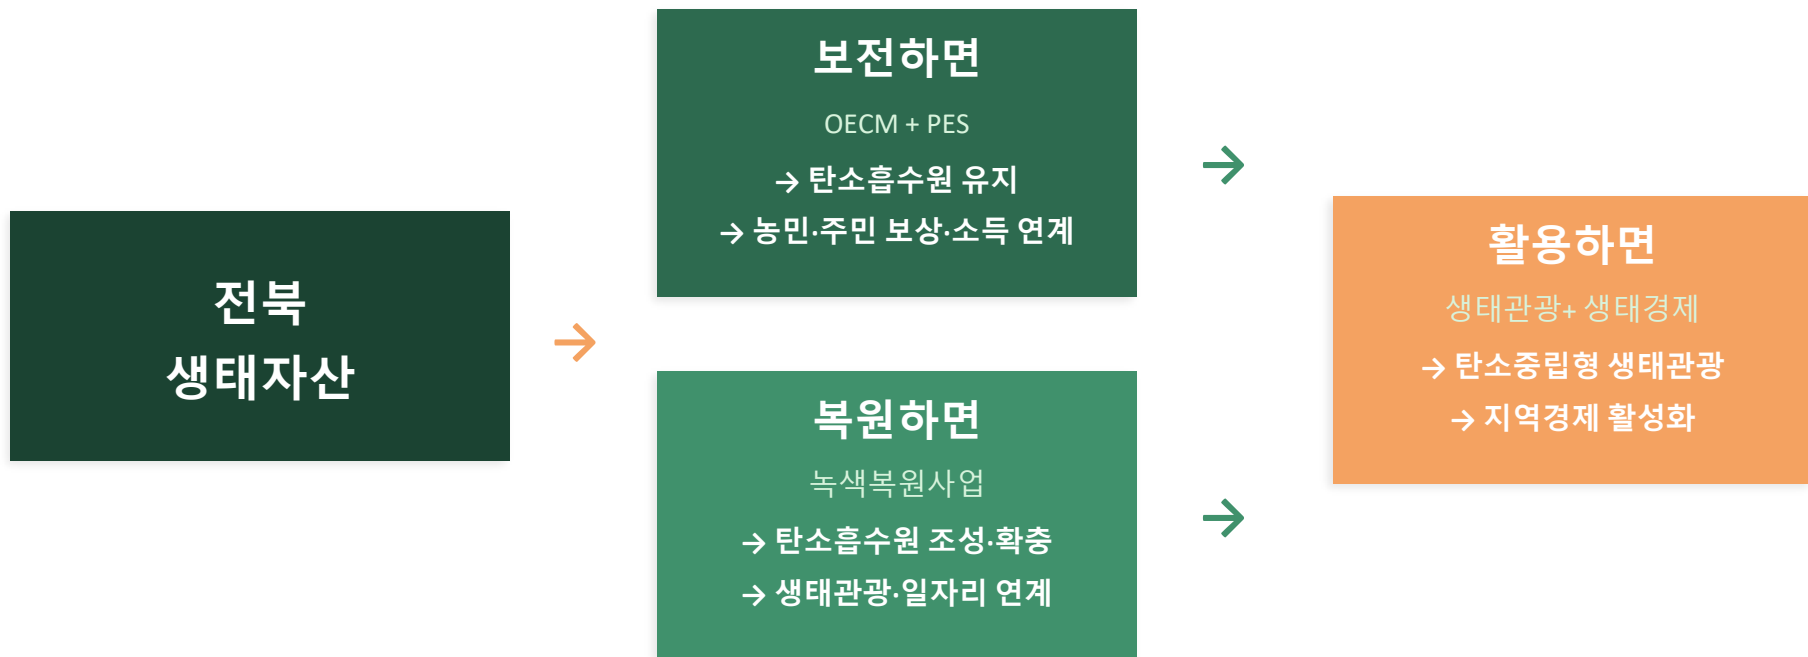 전북
생태자산
→
보전하면
OECM + PES
→ 탄소흡수원 유지
→ 농민·주민 보상·소득 연계
→
복원하면
녹색복원사업
→ 탄소흡수원 조성·확충
→ 생태관광·일자리 연계
→
활용하면
생태관광+ 생태경제
→ 탄소중립형 생태관광
→ 지역경제 활성화